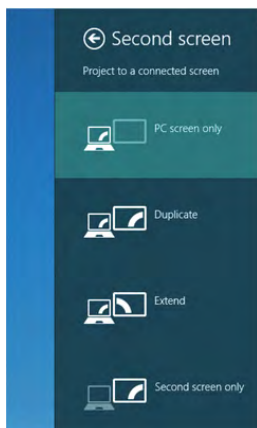 Second screen
Project to a connected screen
PC screen only
Duplicate
Extend
Second screen only